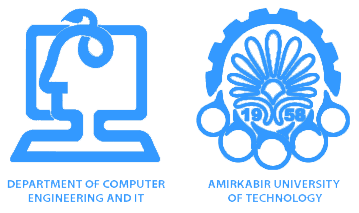 19 58
DEPARTMENT OF COMPUTER
ENGINEERING AND IT
AMIRKABIR UNIVERSITY
OF TECHNOLOGY